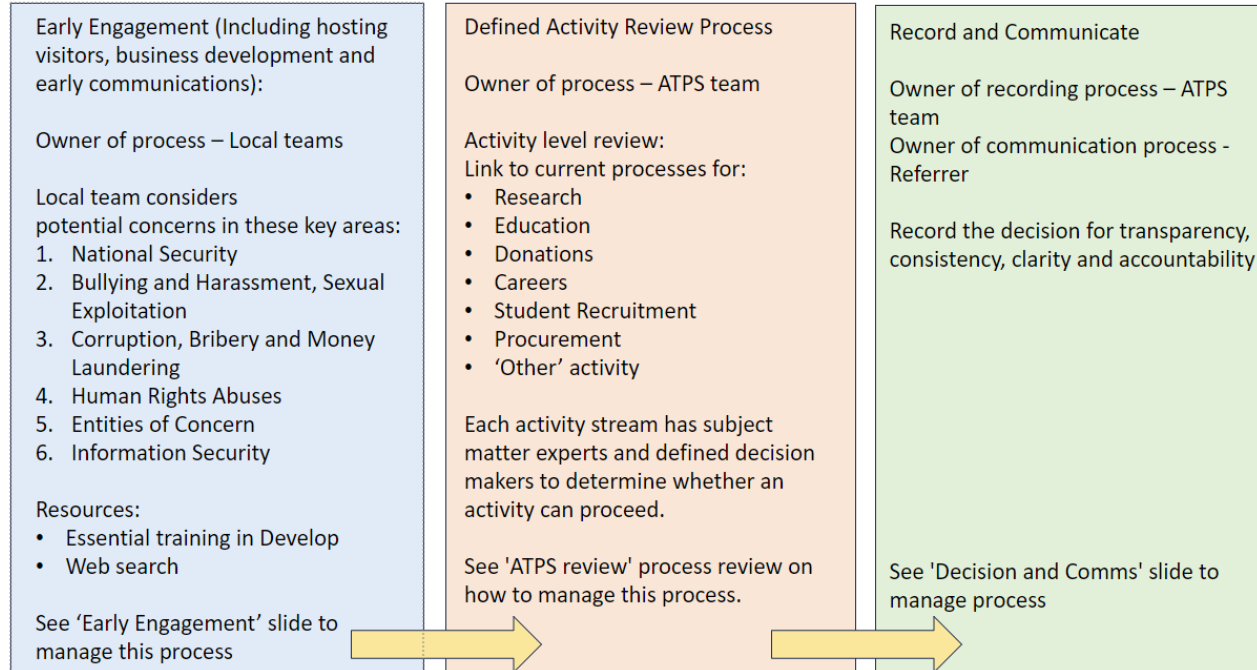 Early Engagement (Including hosting
visitors, business development and
early communications):
Owner of process – Local teams
Local team considers
potential concerns in these key areas:
1. National Security
2. Bullying and Harassment, Sexual
Exploitation
3. Corruption, Bribery and Money
Laundering
4. Human Rights Abuses
5. Entities of Concern
6. Information Security
Resources:
• Essential training in Develop
• Web search
See ‘Early Engagement’ slide to
manage this process
Defined Activity Review Process
Owner of process – ATPS team
Activity level review:
Link to current processes for:
• Research
• Education
• Donations
• Careers
• Student Recruitment
• Procurement
• ‘Other’ activity
Each activity stream has subject
matter experts and defined decision
makers to determine whether an
activity can proceed.
See 'ATPS review' process review on
how to manage this process.
Record and Communicate
Owner of recording process – ATPS
team
Owner of communication process -
Referrer
Record the decision for transparency,
consistency, clarity and accountability
See 'Decision and Comms' slide to
manage process